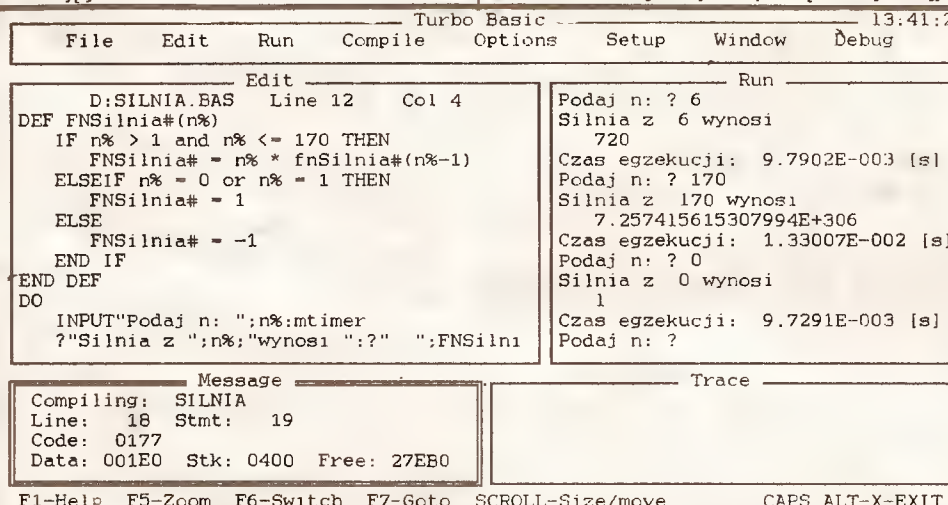 Turbo Basic 13:41:2
File Edit Run Compile Options Setup Window Debug
Edit
D:SILNIA.BAS Line 12 Col 4
DEF FNSilnia#(n%)
IF n% > 1 and n% <= 170 THEN
FNSilnia# = n% * fnSilnia#(n%-1)
ELSEIF n% = 0 or n% = 1 THEN
FNSilnia# = 1
ELSE
FNSilnia# = -1
END IF
END DEF
DO
INPUT"Podaj n: ";n%:mtimer
?"Silnia z ";n%;"wynosi ":?" ";FNSilni
Run
Podaj n: ? 6
Silnia z 6 wynosi
720
Czas egzekucji: 9.7902E-003 [s]
Podaj n: ? 170
Silnia z 170 wynosi
7.257415615307994E+306
Czas egzekucji: 1.33007E-002 [s]
Podaj n: ? 0
Silnia z 0 wynosi
1
Czas egzekucji: 9.7291E-003 [s]
Podaj n: ?
Message
Compiling: SILNIA
Line: 18 Stmt: 19
Code: 0177
Data: 001E0 Stk: 0400 Free: 27EB0
Trace
F1-Help F5-Zoom F6-Switch F7-Goto SCROLL-Size/move CAPS ALT-X-EXIT